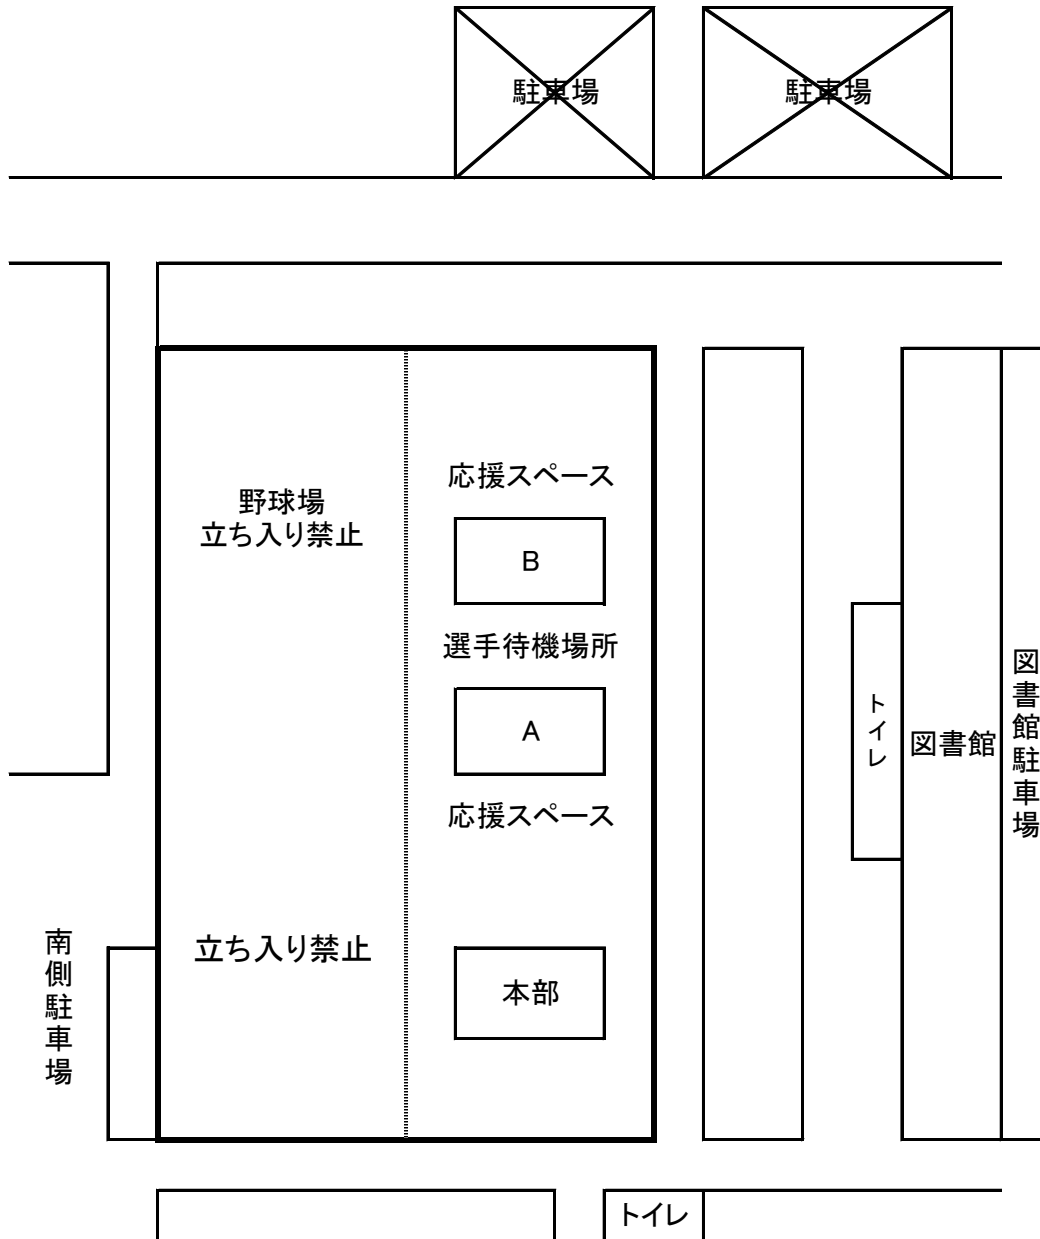 駐車場
駐車場
応援スペース
野球場
立ち入り禁止
B
選手待機場所
A
応援スペース
トイレ
図書館
図書館駐車場
立ち入り禁止
本部
南側駐車場
トイレ